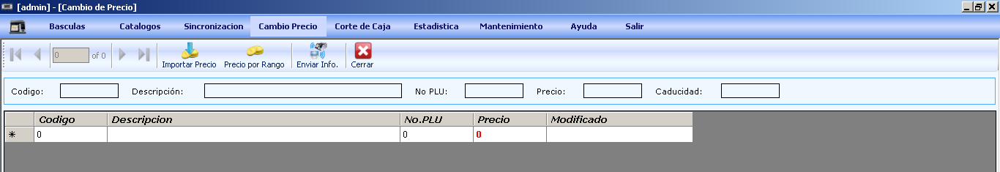 [admin] - [Cambio de Precio]
Basculas Catalogos Sincronizacion Cambio Precio Corte de Caja Estadistica Mantenimiento Ayuda Salir
0 of 0 Importar Precio Precio por Rango Enviar Info. Cerrar
Codigo: Descripción: No PLU: Precio: Caducidad:
Codigo Descripcion No.PLU Precio Modificado
* 0 0 0